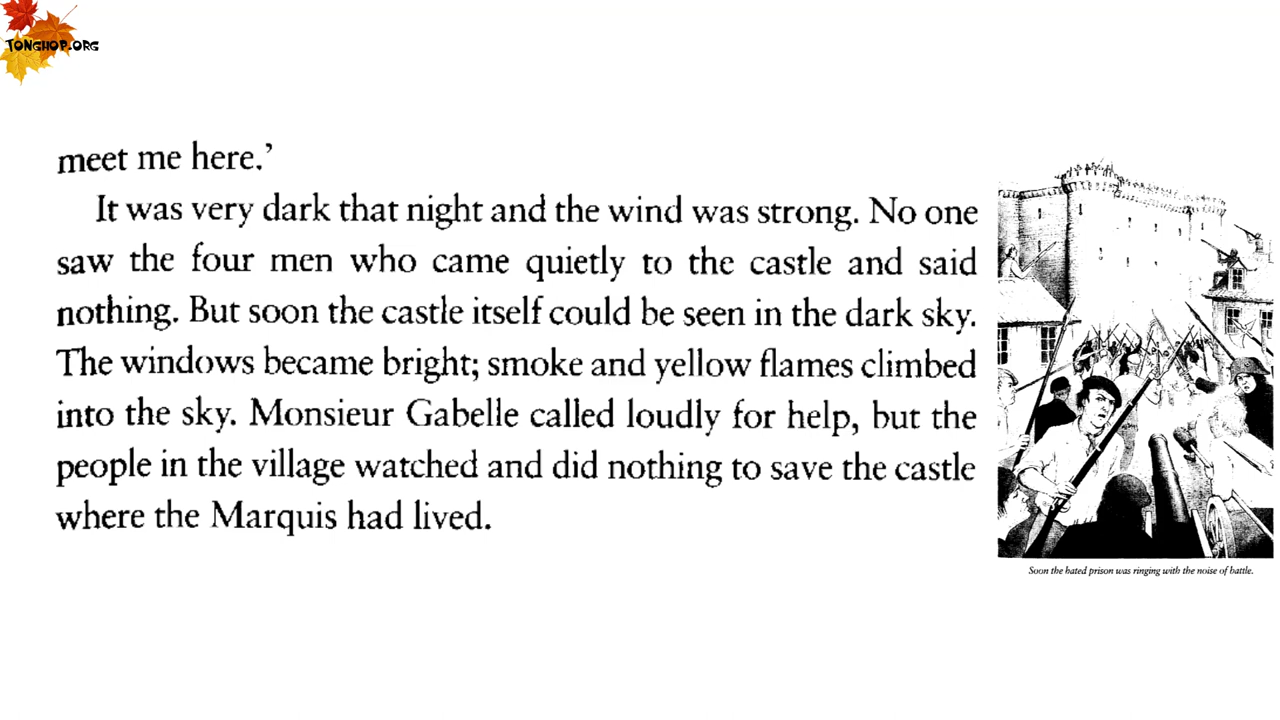 TONGHOP.ORG
meet me here.’
It was very dark that night and the wind was strong. No one
saw the four men who came quietly to the castle and said
nothing. But soon the castle itself could be seen in the dark sky.
The windows became bright; smoke and yellow flames climbed
into the sky. Monsieur Gabelle called loudly for help, but the
people in the village watched and did nothing to save the castle
where the Marquis had lived.
Soon the hated prison was ringing with the noise of battle.